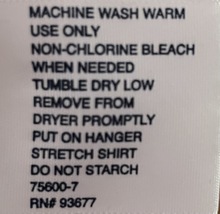 MACHINE WASH WARM
USE ONLY
NON-CHLORINE BLEACH
WHEN NEEDED
TUMBLE DRY LOW
REMOVE FROM
DRYER PROMPTLY
PUT ON HANGER
STRETCH SHIRT
DO NOT STARCH
75600-7
RN# 93677